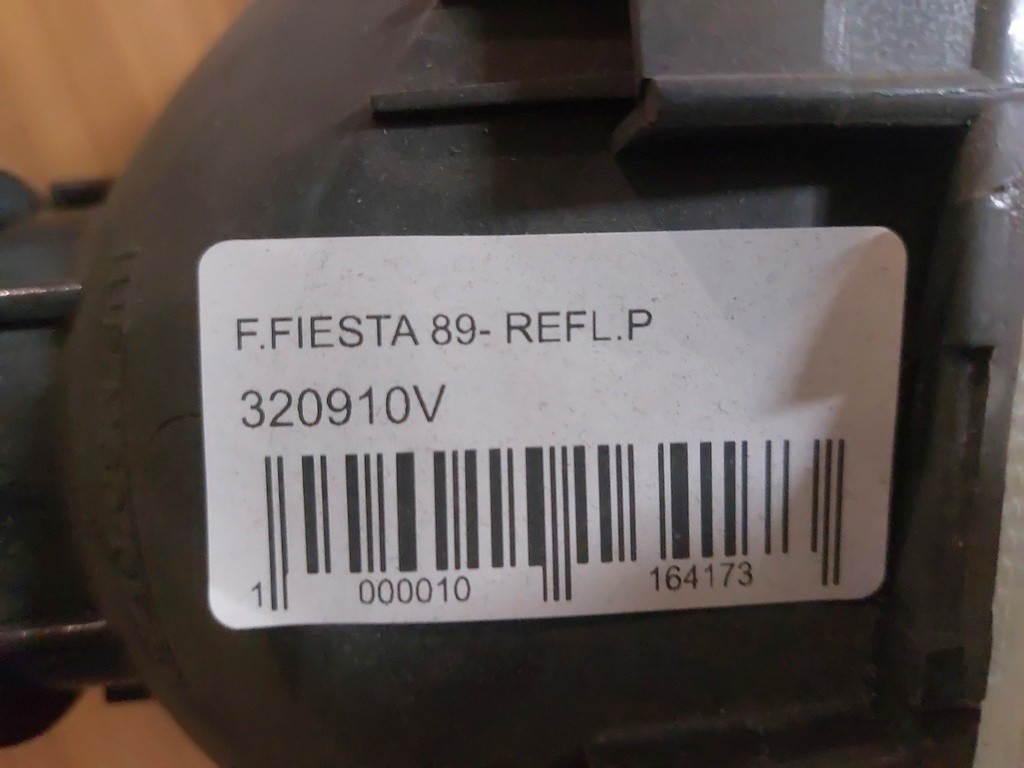 F.FIESTA 89- REFL.P
320910V
1 000010 164173